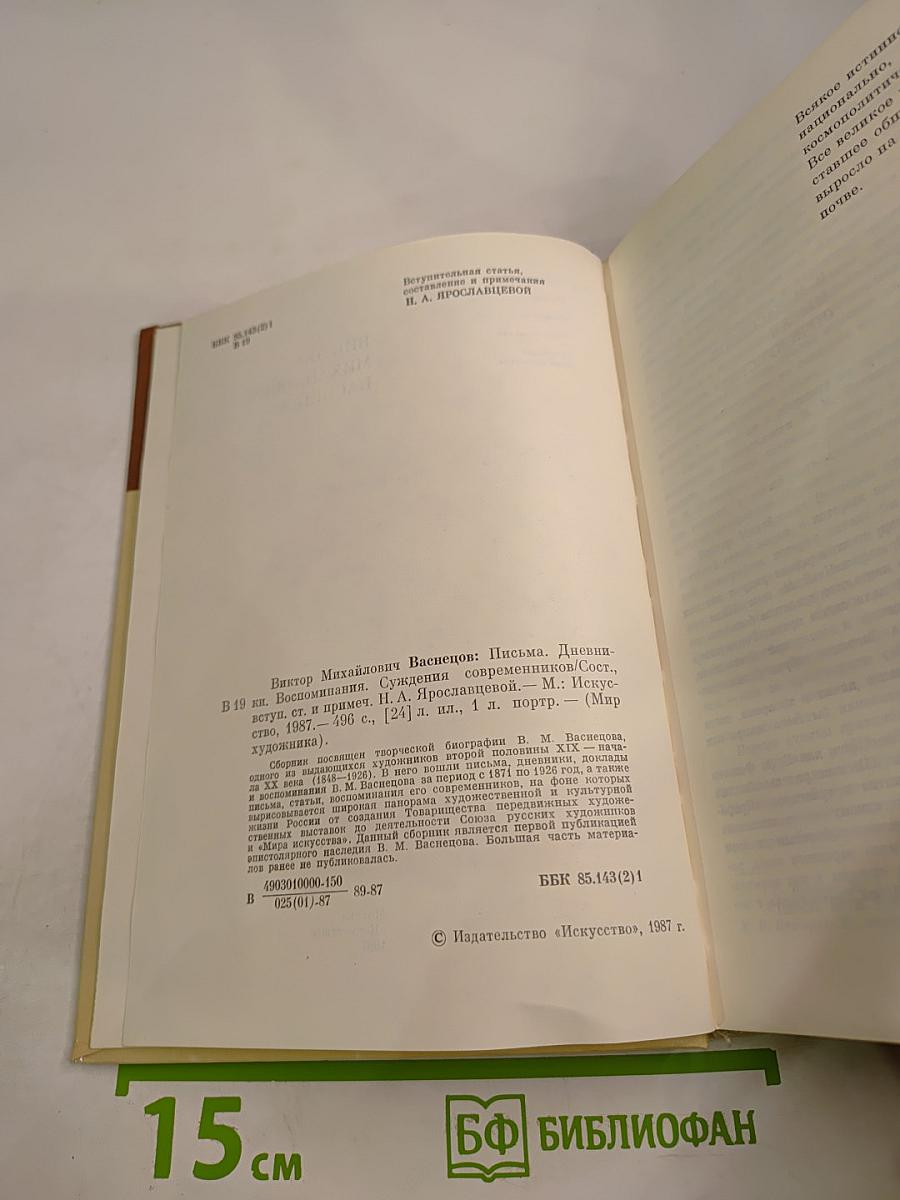 Вступительная статья,
составление и примечания
Н. А. ЯРОСЛАВЦЕВОЙ
ББК 85.143(2)1
В 19
Виктор Михайлович Васнецов: Письма. Дневни-
В 19 ки. Воспоминания. Суждения современников/Сост.,
вступ. ст. и примеч. Н. А. Ярославцевой.— М.: Искус-
ство, 1987.— 496 с., [24] л. ил., 1 л. портр. — (Мир
художника).
Сборник посвящен творческой биографии В. М. Васнецова,
одного из выдающихся художников второй половины XIX — нача-
ла XX века (1848—1926). В него вошли письма, дневники, доклады
и воспоминания В. М. Васнецова за период с 1871 по 1926 год, а также
письма, статьи, воспоминания его современников, на фоне которых
вырисовывается широкая панорама художественной и культурной
жизни России от создания Товарищества передвижных художе-
ственных выставок до деятельности Союза русских художников
и «Мира искусства». Данный сборник является первой публикацией
эпистолярного наследия В. М. Васнецова. Большая часть материа-
лов ранее не публиковалась.
В 4903010000-150 / 025(01)-87 89-87
ББК 85.143(2)1
© Издательство «Искусство», 1987 г.
Всякое истинно
национально,
космополитич
Все великое
ставшее общ
выросло на
почве.
15 см
БФ БИБЛИОФАН